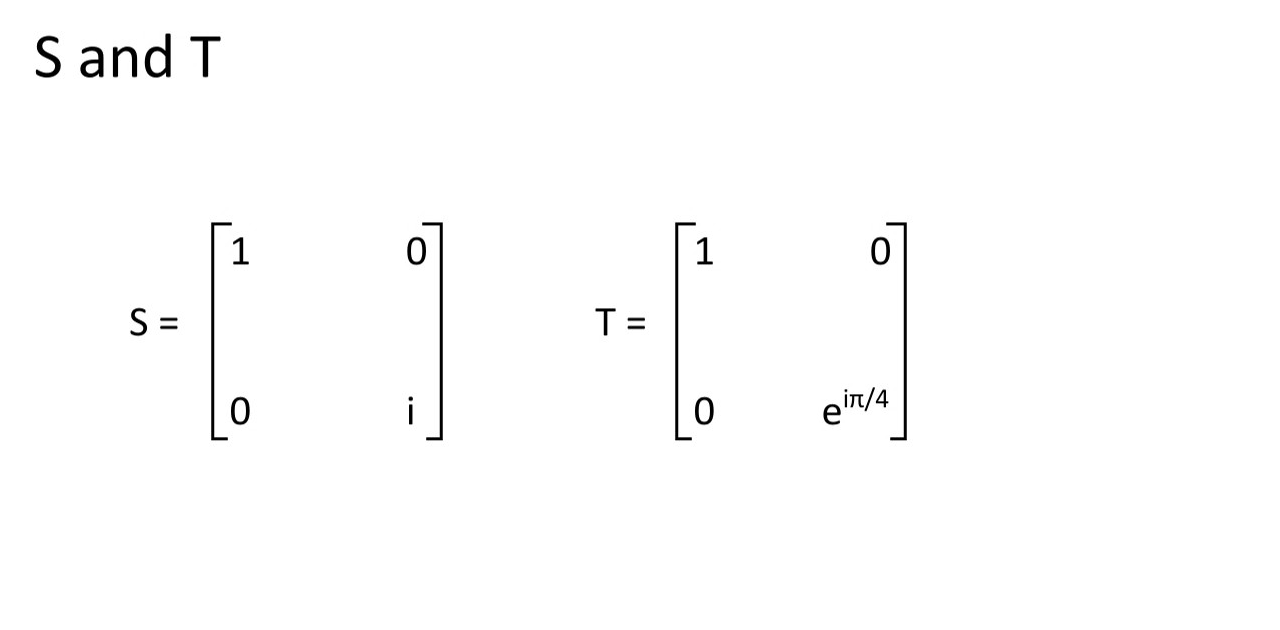 S and T
1 0 1 0
S = T =
0 i 0 e^{iπ/4}